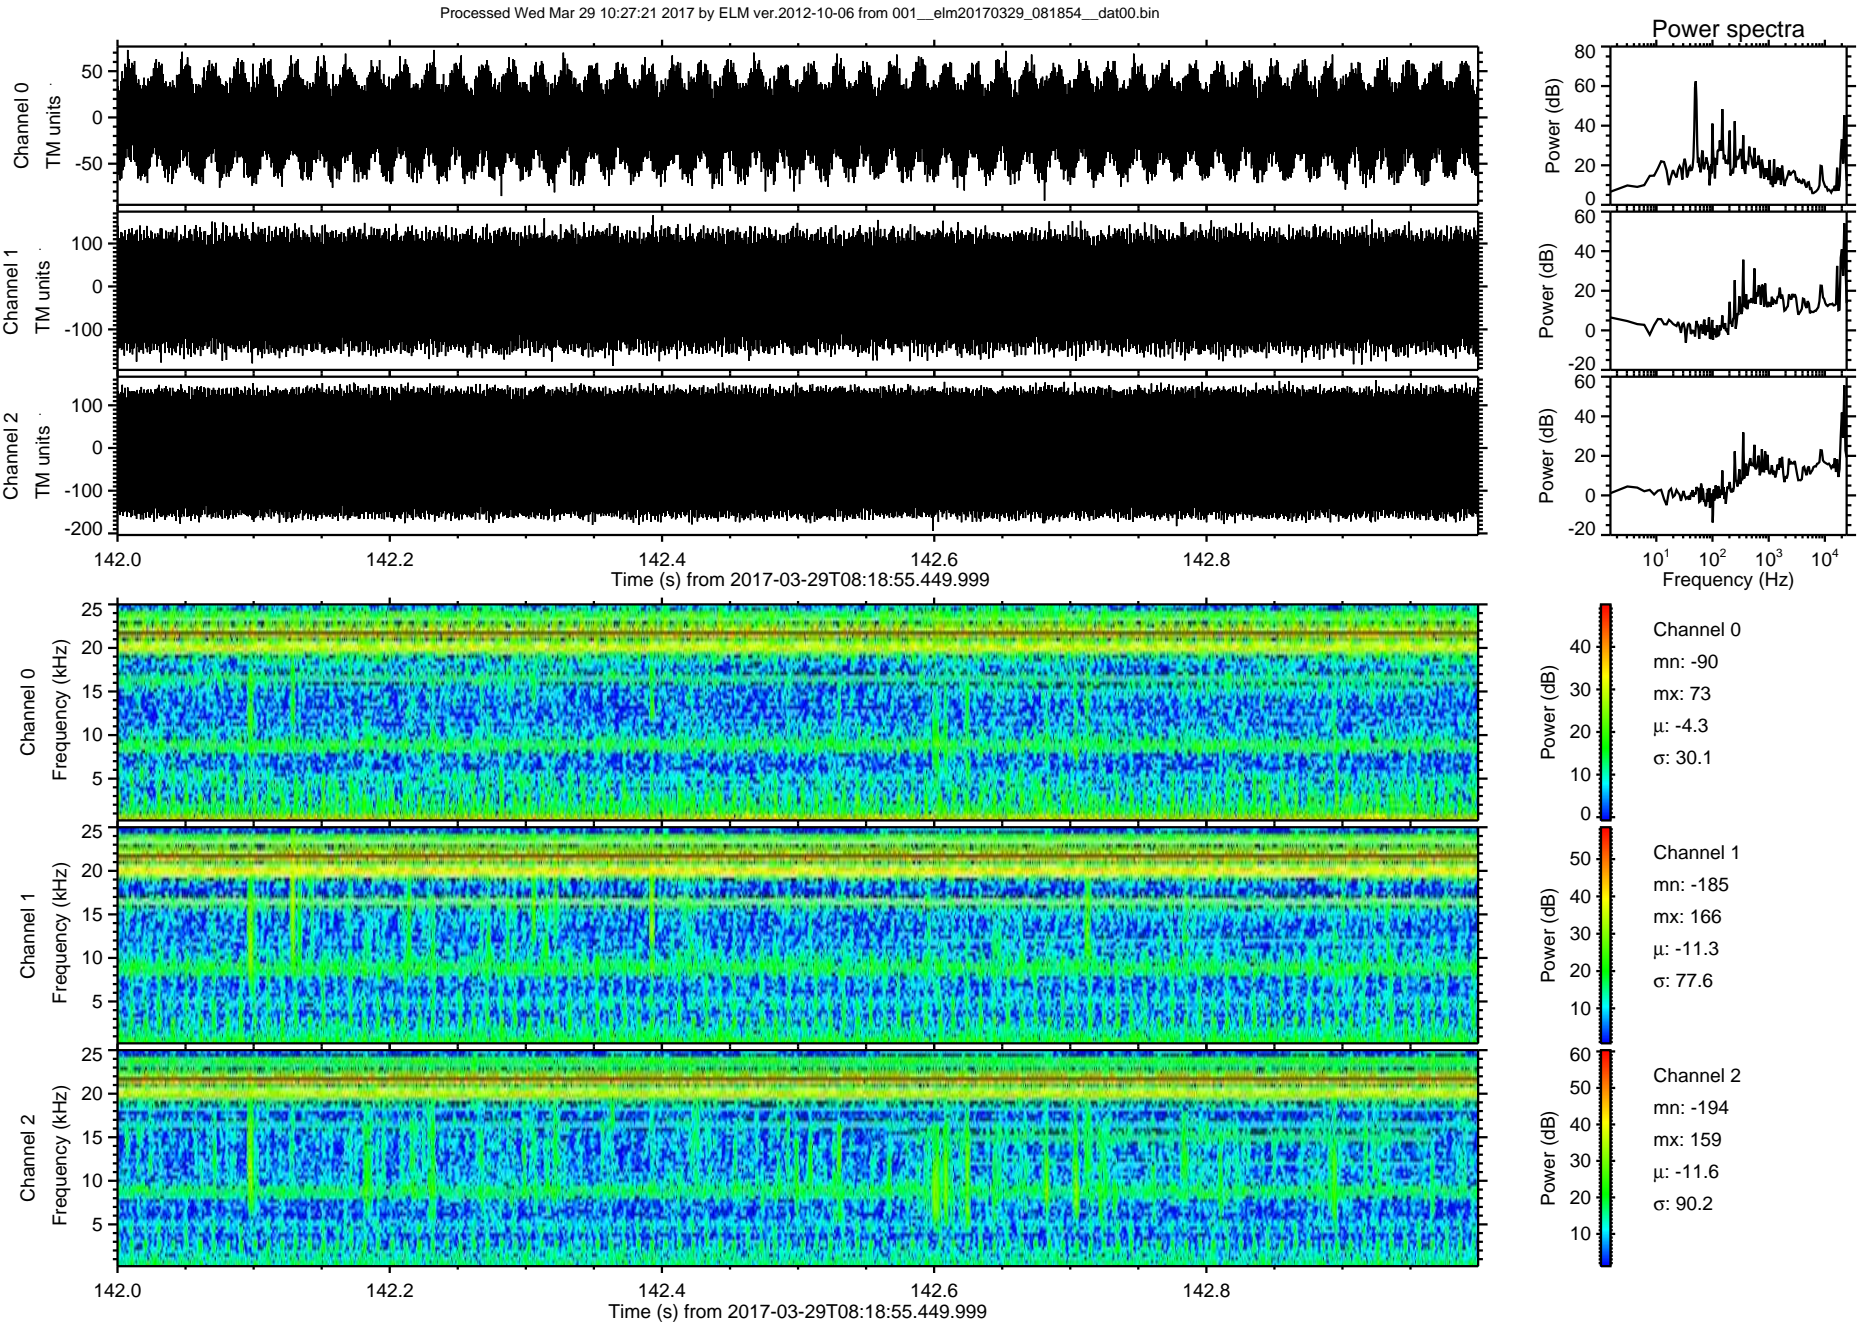 Processed Wed Mar 29 10:27:21 2017 by ELM ver.2012-10-06 from 001__elm20170329_081854__dat00.bin
Power spectra
Channel 0
TM units
50
0
-50
Power (dB)
80
60
40
20
0
Channel 1
TM units
100
0
-100
Power (dB)
60
40
20
0
-20
Channel 2
TM units
100
0
-100
-200
Power (dB)
60
40
20
0
-20
142.0 142.2 142.4 142.6 142.8
Time (s) from 2017-03-29T08:18:55.449.999
10^1 10^2 10^3 10^4
Frequency (Hz)
Channel 0
Frequency (kHz)
25
20
15
10
5
Power (dB)
40
30
20
10
0
Channel 0
mn: -90
mx: 73
μ: -4.3
σ: 30.1
Channel 1
Frequency (kHz)
25
20
15
10
5
Power (dB)
50
40
30
20
10
Channel 1
mn: -185
mx: 166
μ: -11.3
σ: 77.6
Channel 2
Frequency (kHz)
25
20
15
10
5
Power (dB)
60
50
40
30
20
10
Channel 2
mn: -194
mx: 159
μ: -11.6
σ: 90.2
142.0 142.2 142.4 142.6 142.8
Time (s) from 2017-03-29T08:18:55.449.999